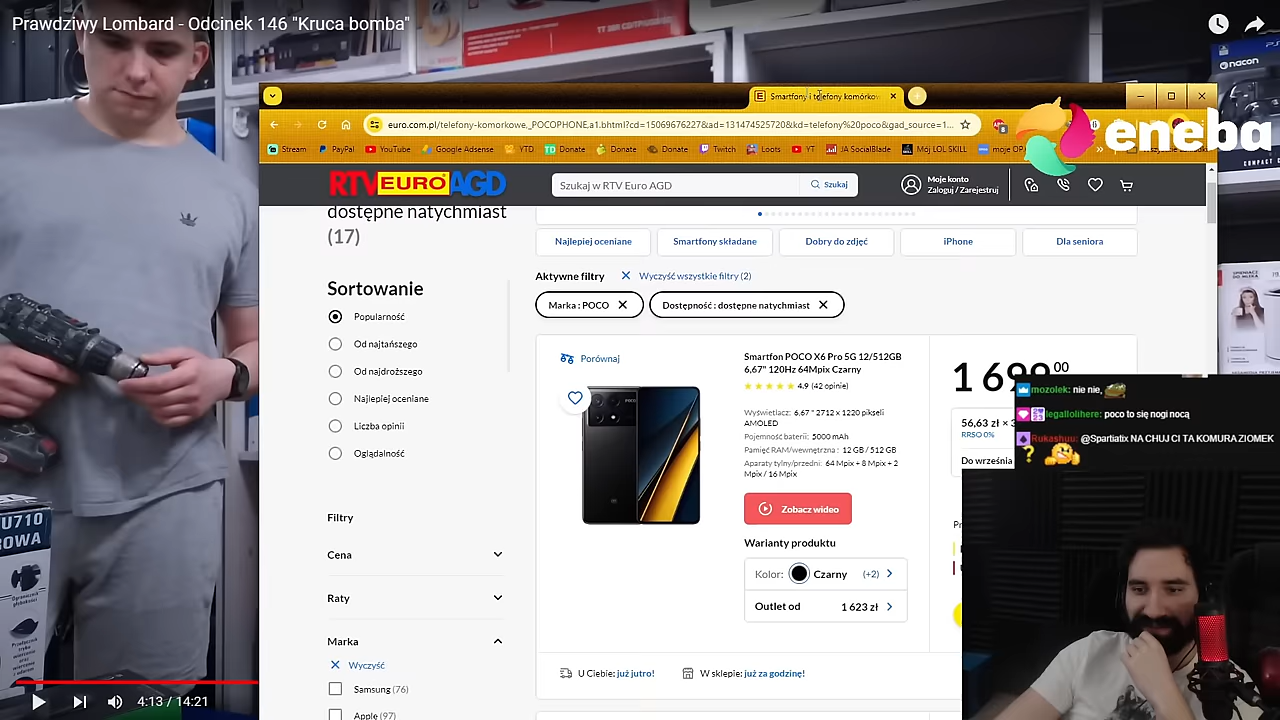 Prawdziwy Lombard - Odcinek 146 "Kruca bomba"
Smartfony i telefony komórkow
euro.com.pl/telefony-komorkowe,_POCOPHONE,a1.bhtml?cd=15069676227&ad=131474525720&kd=telefony%20poco&gad_source=1...
Stream
PayPal
YouTube
Google Adsense
YTD
Donate
Donate
Donate
Twitch
Loots
YT
JA SocialBlade
Mój LOL SKILL
moje OP
eneba
nacon
RTV EURO AGD
Szukaj w RTV Euro AGD
Szukaj
Moje konto
Zaloguj / Zarejestruj
dostępne natychmiast
(17)
Najlepiej oceniane
Smartfony składane
Dobry do zdjęć
iPhone
Dla seniora
Aktywne filtry
Wyczyść wszystkie filtry (2)
Marka : POCO
Dostępność : dostępne natychmiast
Sortowanie
Popularność
Od najtańszego
Od najdroższego
Najlepiej oceniane
Liczba opinii
Oglądalność
Filtry
Cena
Raty
Marka
Wyczyść
Samsung (76)
Apple (97)
Porównaj
Smartfon POCO X6 Pro 5G 12/512GB
6,67" 120Hz 64Mpix Czarny
4.9 (42 opinie)
Wyświetlacz: 6,67 " 2712 x 1220 pikseli
AMOLED
Pojemność baterii: 5000 mAh
Pamięć RAM/wewnętrzna : 12 GB / 512 GB
Aparaty tylny/przedni: 64 Mpix + 8 Mpix + 2
Mpix / 16 Mpix
Zobacz wideo
Warianty produktu
Kolor: Czarny (+2)
Outlet od 1 623 zł
U Ciebie: już jutro!
W sklepie: już za godzinę!
1 699 00
56,63 zł × 3
RRSO 0%
Do września
mozolek: nie nie,
legallolihere: poco to się nogi nocą
Rukashuu: @Spartiatix NA CHUJ CI TA KOMURA ZIOMEK
U710
4:13 / 14:21